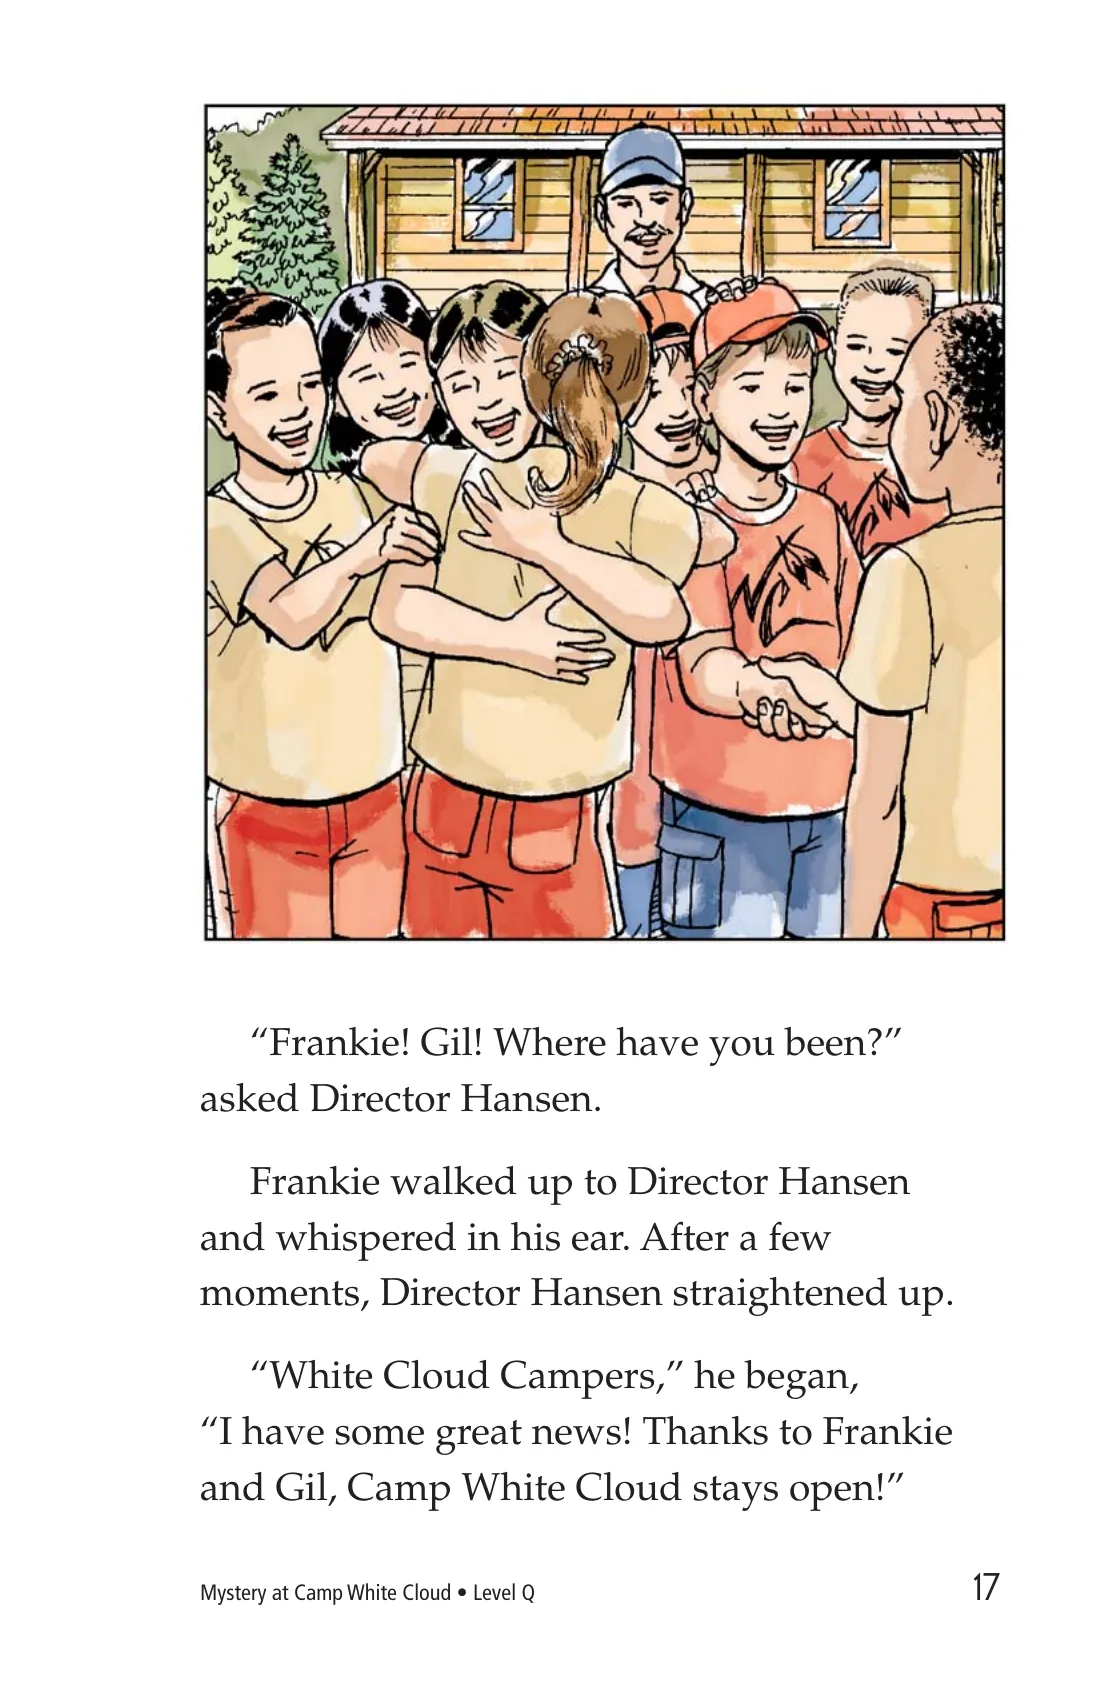 “Frankie! Gil! Where have you been?”
asked Director Hansen.
Frankie walked up to Director Hansen
and whispered in his ear. After a few
moments, Director Hansen straightened up.
“White Cloud Campers,” he began,
“I have some great news! Thanks to Frankie
and Gil, Camp White Cloud stays open!”
Mystery at Camp White Cloud • Level Q
17